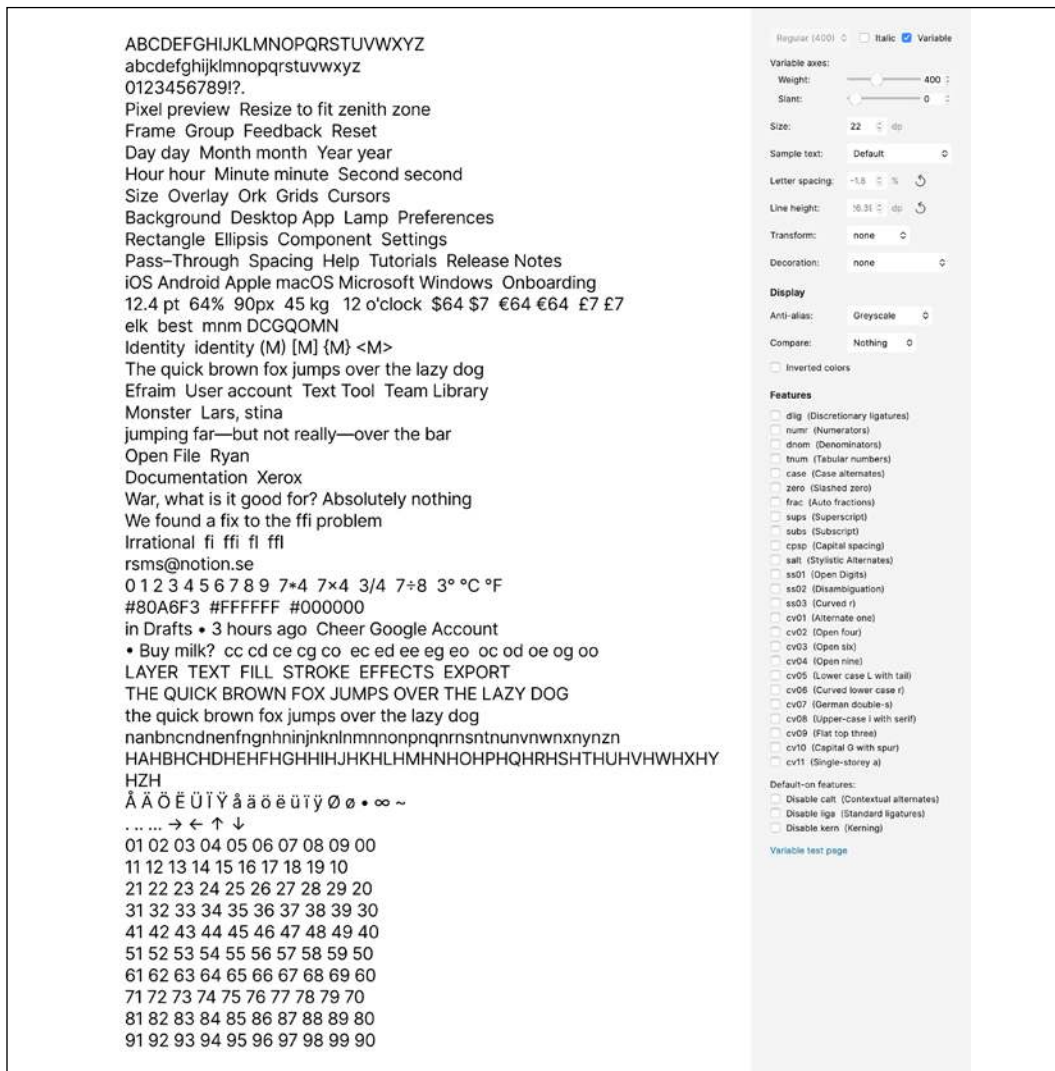 ABCDEFGHIJKLMNOPQRSTUVWXYZ
abcdefghijklmnopqrstuvwxyz
0123456789!?.
Pixel preview  Resize to fit zenith zone
Frame  Group  Feedback  Reset
Day day  Month month  Year year
Hour hour  Minute minute  Second second
Size  Overlay  Ork  Grids  Cursors
Background  Desktop App  Lamp  Preferences
Rectangle  Ellipsis  Component  Settings
Pass–Through  Spacing  Help  Tutorials  Release Notes
iOS Android Apple macOS Microsoft Windows  Onboarding
12.4 pt  64%  90px  45 kg   12 o'clock  $64 $7  €64 €64  £7 £7
elk  best  mnm DCGQOMN
Identity  identity (M) [M] {M} <M>
The quick brown fox jumps over the lazy dog
Efraim  User account  Text Tool  Team Library
Monster  Lars, stina
jumping far—but not really—over the bar
Open File  Ryan
Documentation  Xerox
War, what is it good for? Absolutely nothing
We found a fix to the ffi problem
Irrational  fi  ffi  fl  ffl
rsms@notion.se
0 1 2 3 4 5 6 7 8 9  7*4  7×4  3/4  7÷8  3° °C °F
#80A6F3  #FFFFFF  #000000
in Drafts • 3 hours ago  Cheer Google Account
• Buy milk?  cc cd ce cg co  ec ed ee eg eo  oc od oe og oo
LAYER  TEXT  FILL  STROKE  EFFECTS  EXPORT
THE QUICK BROWN FOX JUMPS OVER THE LAZY DOG
the quick brown fox jumps over the lazy dog
nanbncndnenfngnhninjnknlnmnnonpnqnrnsntnunvnwnxnynzn
HAHBHCHDHEHFHGHHIHJHKHLHMHNHOHPHQHRHSHTHUHVHWHXHY
HZH
Å Ä Ö Ë Ü Ï Ÿ å ä ö ë ü ï ÿ Ø ø • ∞ ~
. .. … → ← ↑ ↓
01 02 03 04 05 06 07 08 09 00
11 12 13 14 15 16 17 18 19 10
21 22 23 24 25 26 27 28 29 20
31 32 33 34 35 36 37 38 39 30
41 42 43 44 45 46 47 48 49 40
51 52 53 54 55 56 57 58 59 50
61 62 63 64 65 66 67 68 69 60
71 72 73 74 75 76 77 78 79 70
81 82 83 84 85 86 87 88 89 80
91 92 93 94 95 96 97 98 99 90
Regular (400)  Italic  Variable
Variable axes:
Weight: 400
Slant: 0
Size: 22 dp
Sample text: Default
Letter spacing: -1.8 %
Line height: dp
Transform: none
Decoration: none
Display
Anti-alias: Greyscale
Compare: Nothing
Inverted colors
Features
dlig (Discretionary ligatures)
numr (Numerators)
dnom (Denominators)
tnum (Tabular numbers)
case (Case alternates)
zero (Slashed zero)
frac (Auto fractions)
sups (Superscript)
subs (Subscript)
cpsp (Capital spacing)
salt (Stylistic Alternates)
ss01 (Open Digits)
ss02 (Disambiguation)
ss03 (Curved r)
cv01 (Alternate one)
cv02 (Open four)
cv03 (Open six)
cv04 (Open nine)
cv05 (Lower case L with tail)
cv06 (Curved lower case r)
cv07 (German double-s)
cv08 (Upper-case i with serif)
cv09 (Flat top three)
cv10 (Capital G with spur)
cv11 (Single-storey a)
Default-on features:
Disable calt (Contextual alternates)
Disable liga (Standard ligatures)
Disable kern (Kerning)
Variable test page